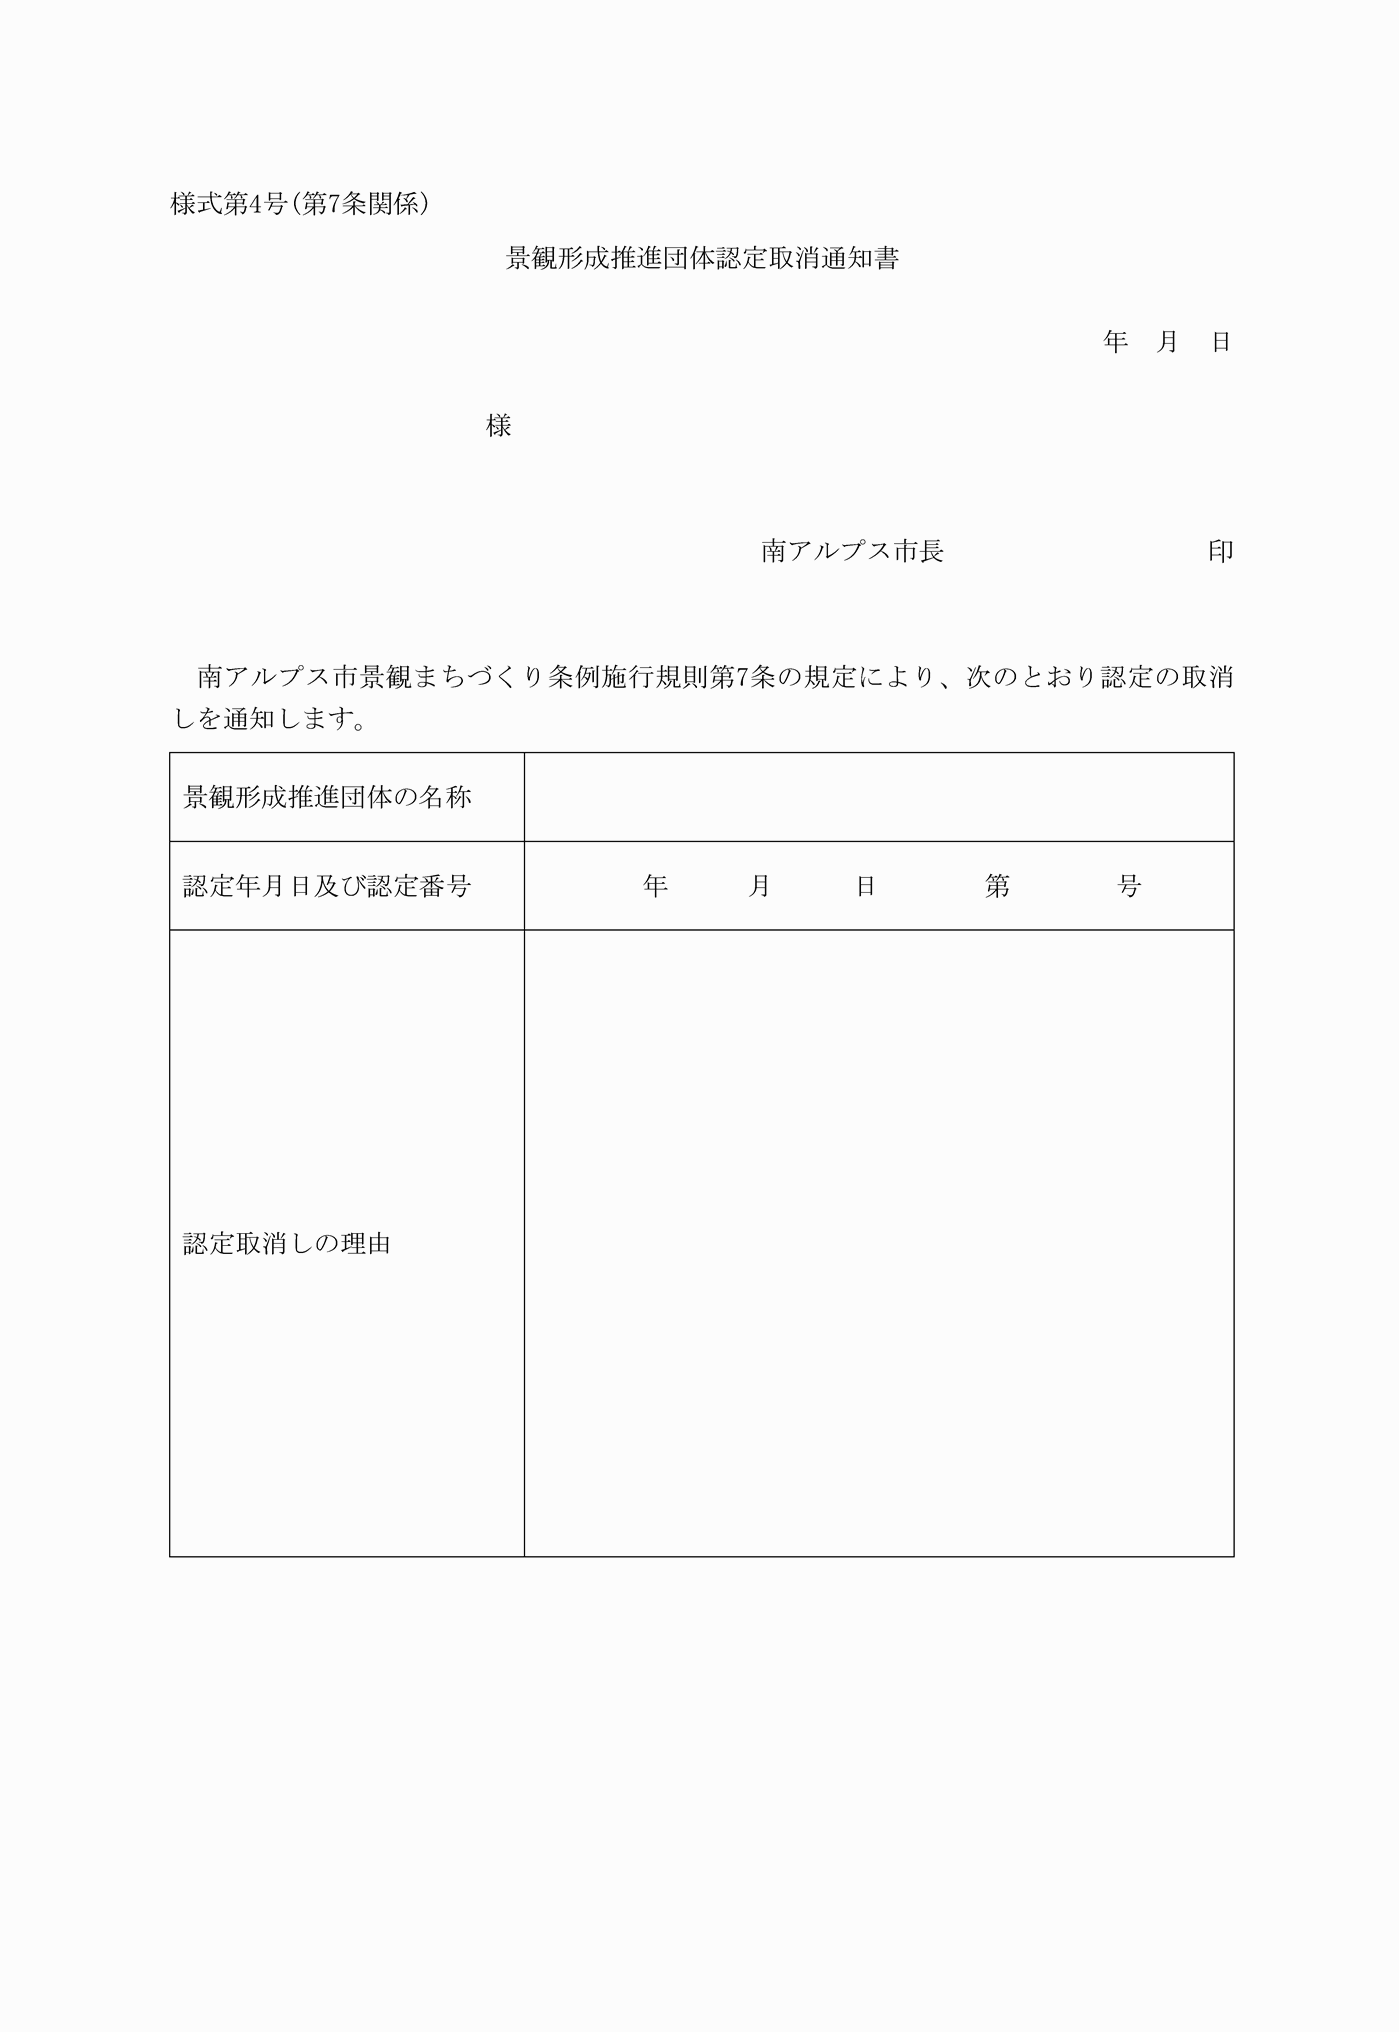 様式第4号(第7条関係)
景観形成推進団体認定取消通知書
年　月　日
様
南アルプス市長　　　　　　　　　　印
　南アルプス市景観まちづくり条例施行規則第7条の規定により、次のとおり認定の取消
しを通知します。
景観形成推進団体の名称
認定年月日及び認定番号　　　　　　年　　　月　　　日　　　　第　　　　号
認定取消しの理由